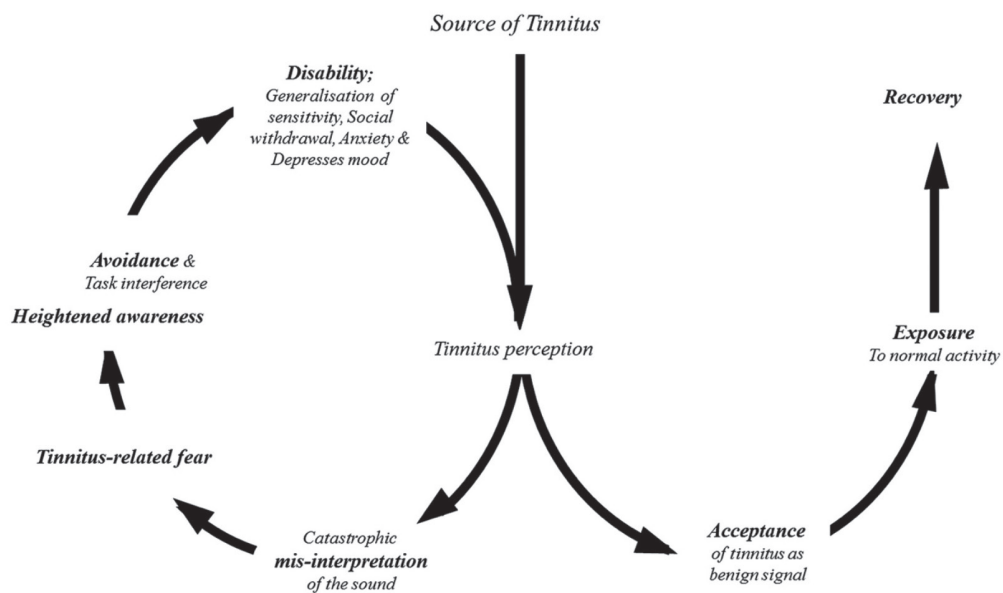 Source of Tinnitus
Disability;
Generalisation of
sensitivity, Social
withdrawal, Anxiety &
Depresses mood
Recovery
Avoidance &
Task interference
Heightened awareness
Tinnitus perception
Exposure
To normal activity
Tinnitus-related fear
Catastrophic
mis-interpretation
of the sound
Acceptance
of tinnitus as
benign signal